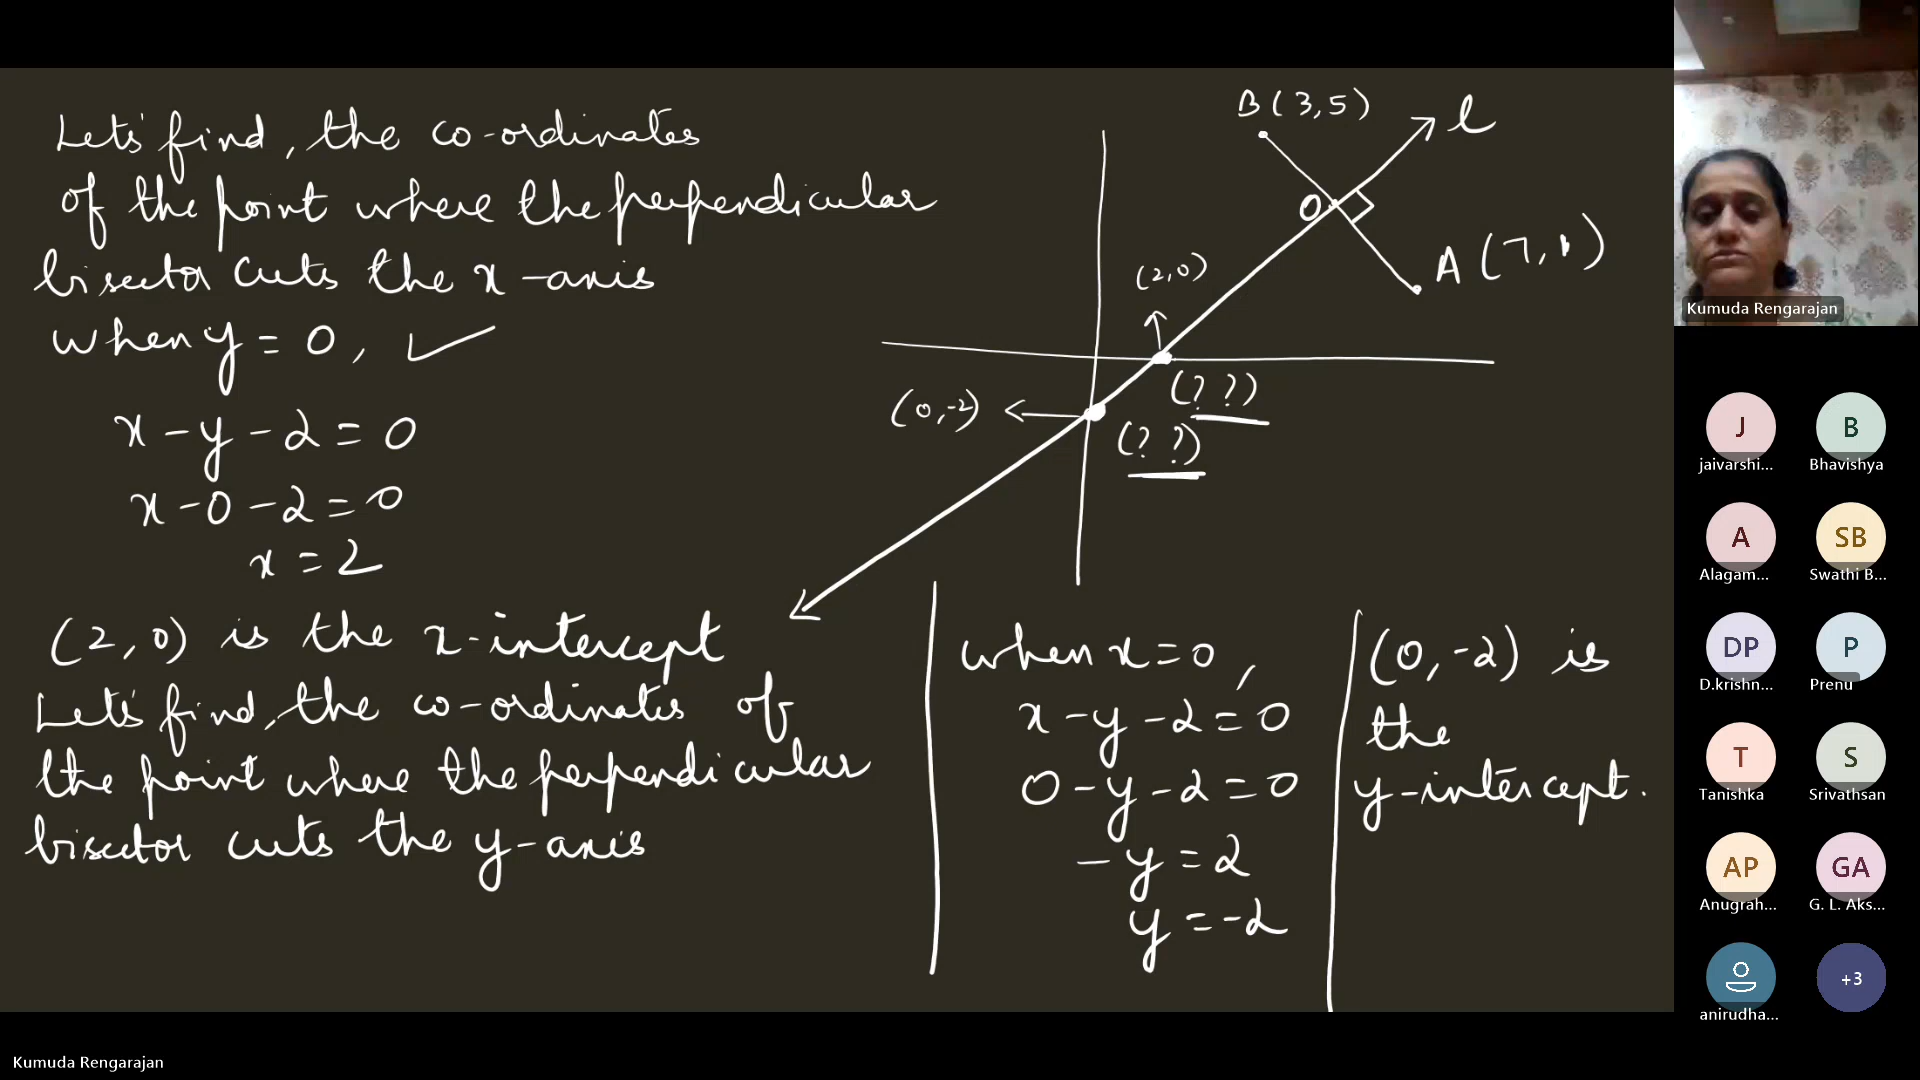 Let's find, the co-ordinates
of the point where the perpendicular
bisector cuts the x-axis
when y = 0, ✓
x - y - 2 = 0
x - 0 - 2 = 0
x = 2
(2, 0) is the x-intercept
Let's find, the co-ordinates of
the point where the perpendicular
bisector cuts the y-axis
B (3, 5)
l
O
A (7, 1)
(2, 0)
(? ?)
(0, -2)
(? ?)
when x = 0,
x - y - 2 = 0
0 - y - 2 = 0
- y = 2
y = -2
(0, -2) is
the
y-intercept.
Kumuda Rengarajan
J
jaivarshi...
B
Bhavishya
A
Alagam...
SB
Swathi B...
DP
D.krishn...
P
Prenu
T
Tanishka
S
Srivathsan
AP
Anugrah...
GA
G. L. Aks...
anirudha...
+3
Kumuda Rengarajan